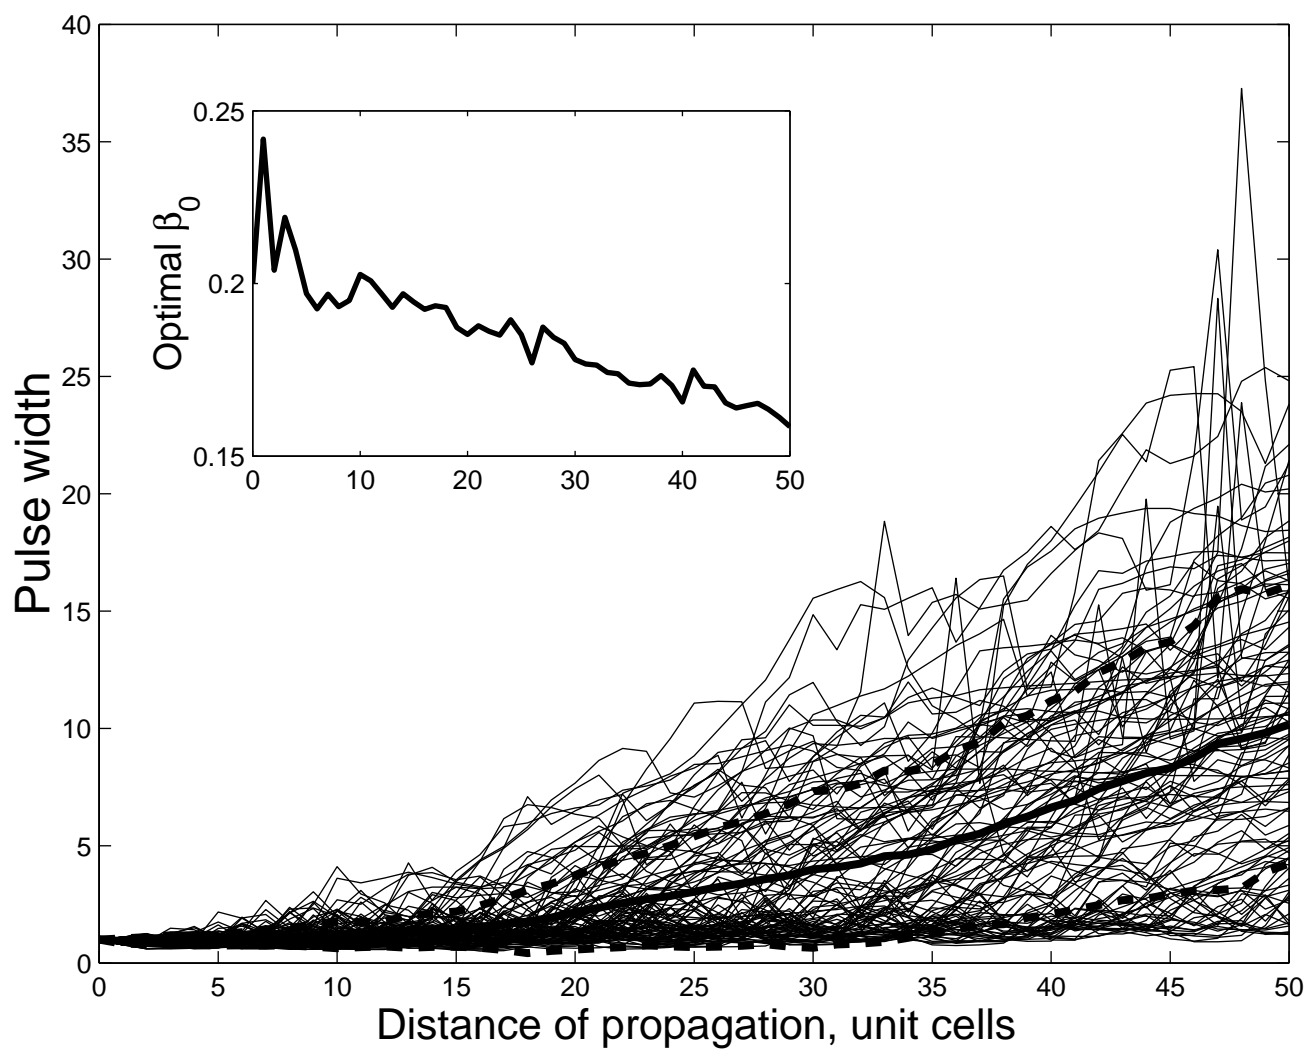 40
35
30
25
20
15
10
5
0
Pulse width
0.25
0.2
0.15
Optimal β0
0 10 20 30 40 50
0 5 10 15 20 25 30 35 40 45 50
Distance of propagation, unit cells